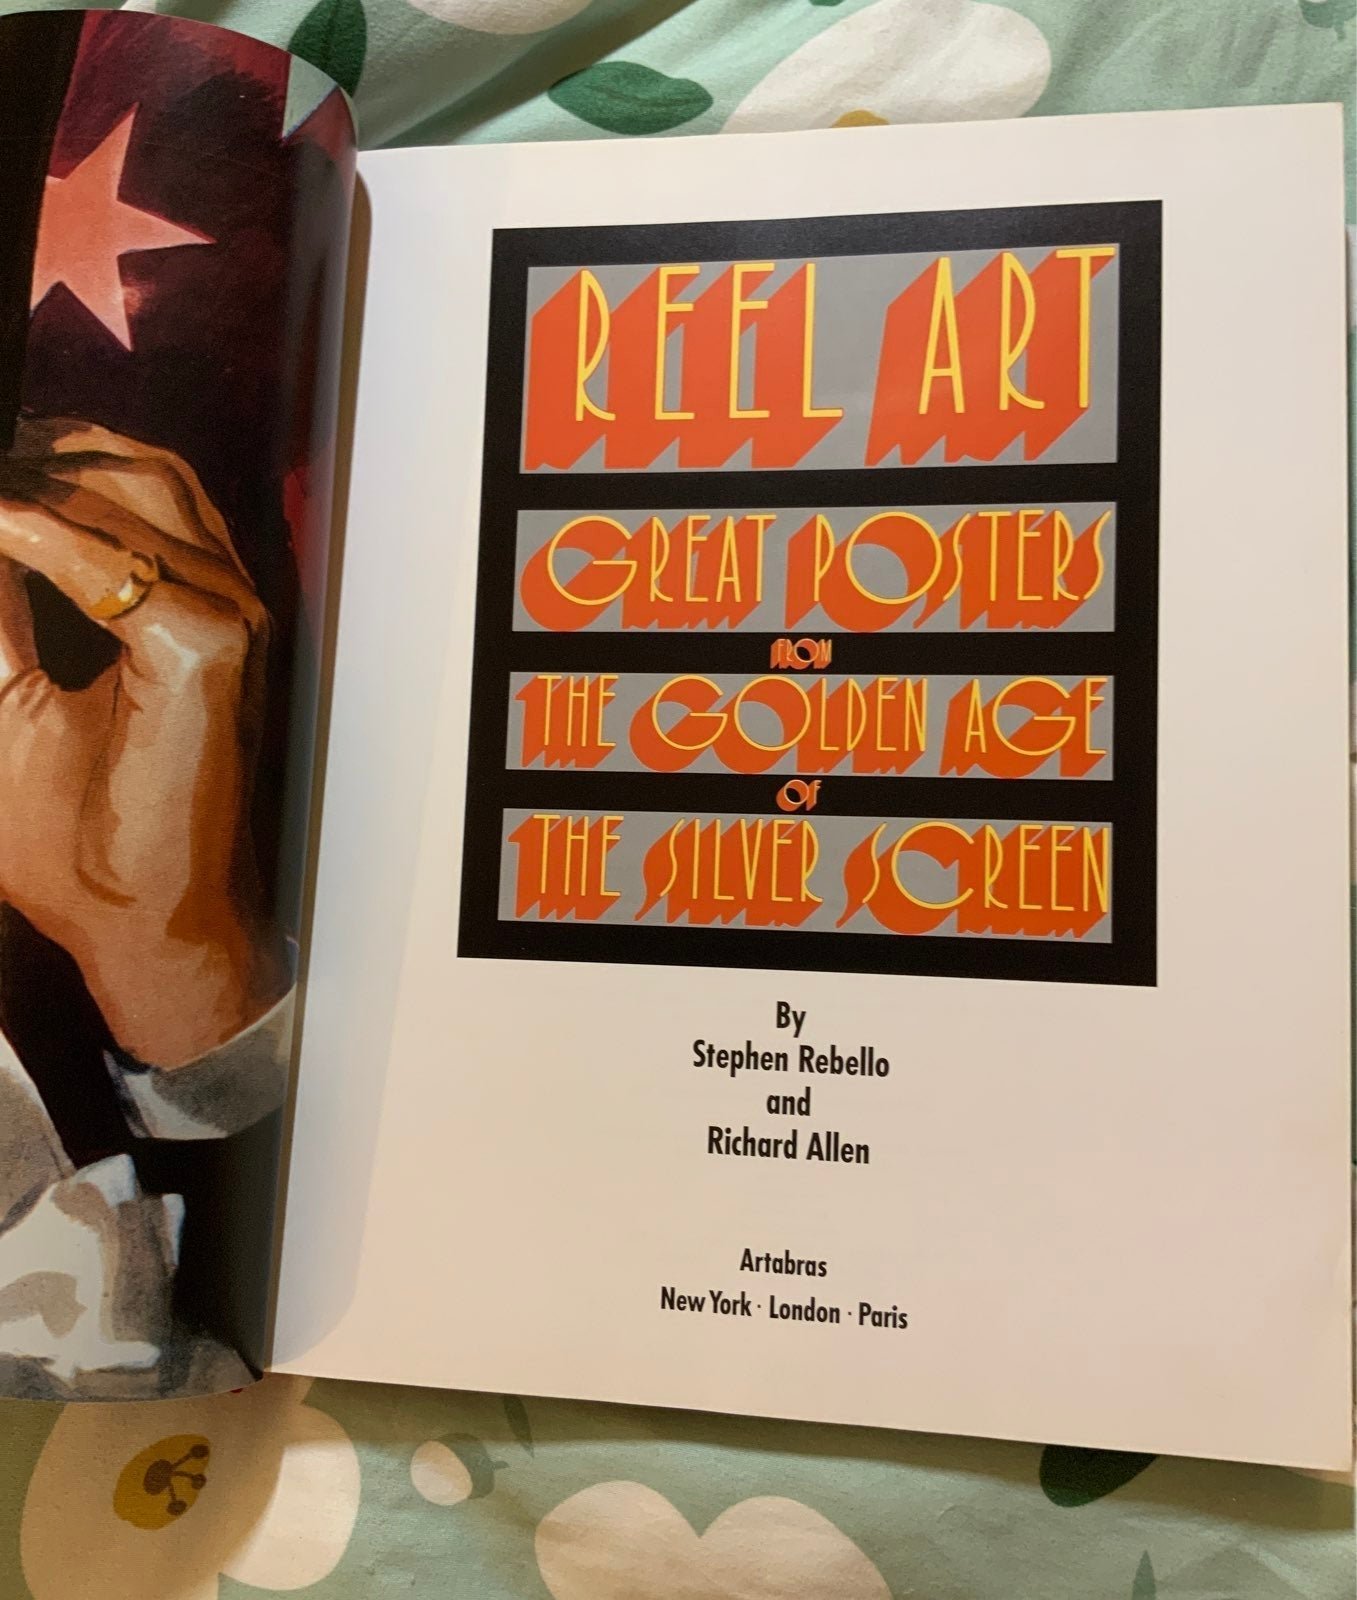 REEL ART
GREAT POSTERS
FROM
THE GOLDEN AGE
OF
THE SILVER SCREEN
By
Stephen Rebello
and
Richard Allen
Artabras
New York · London · Paris